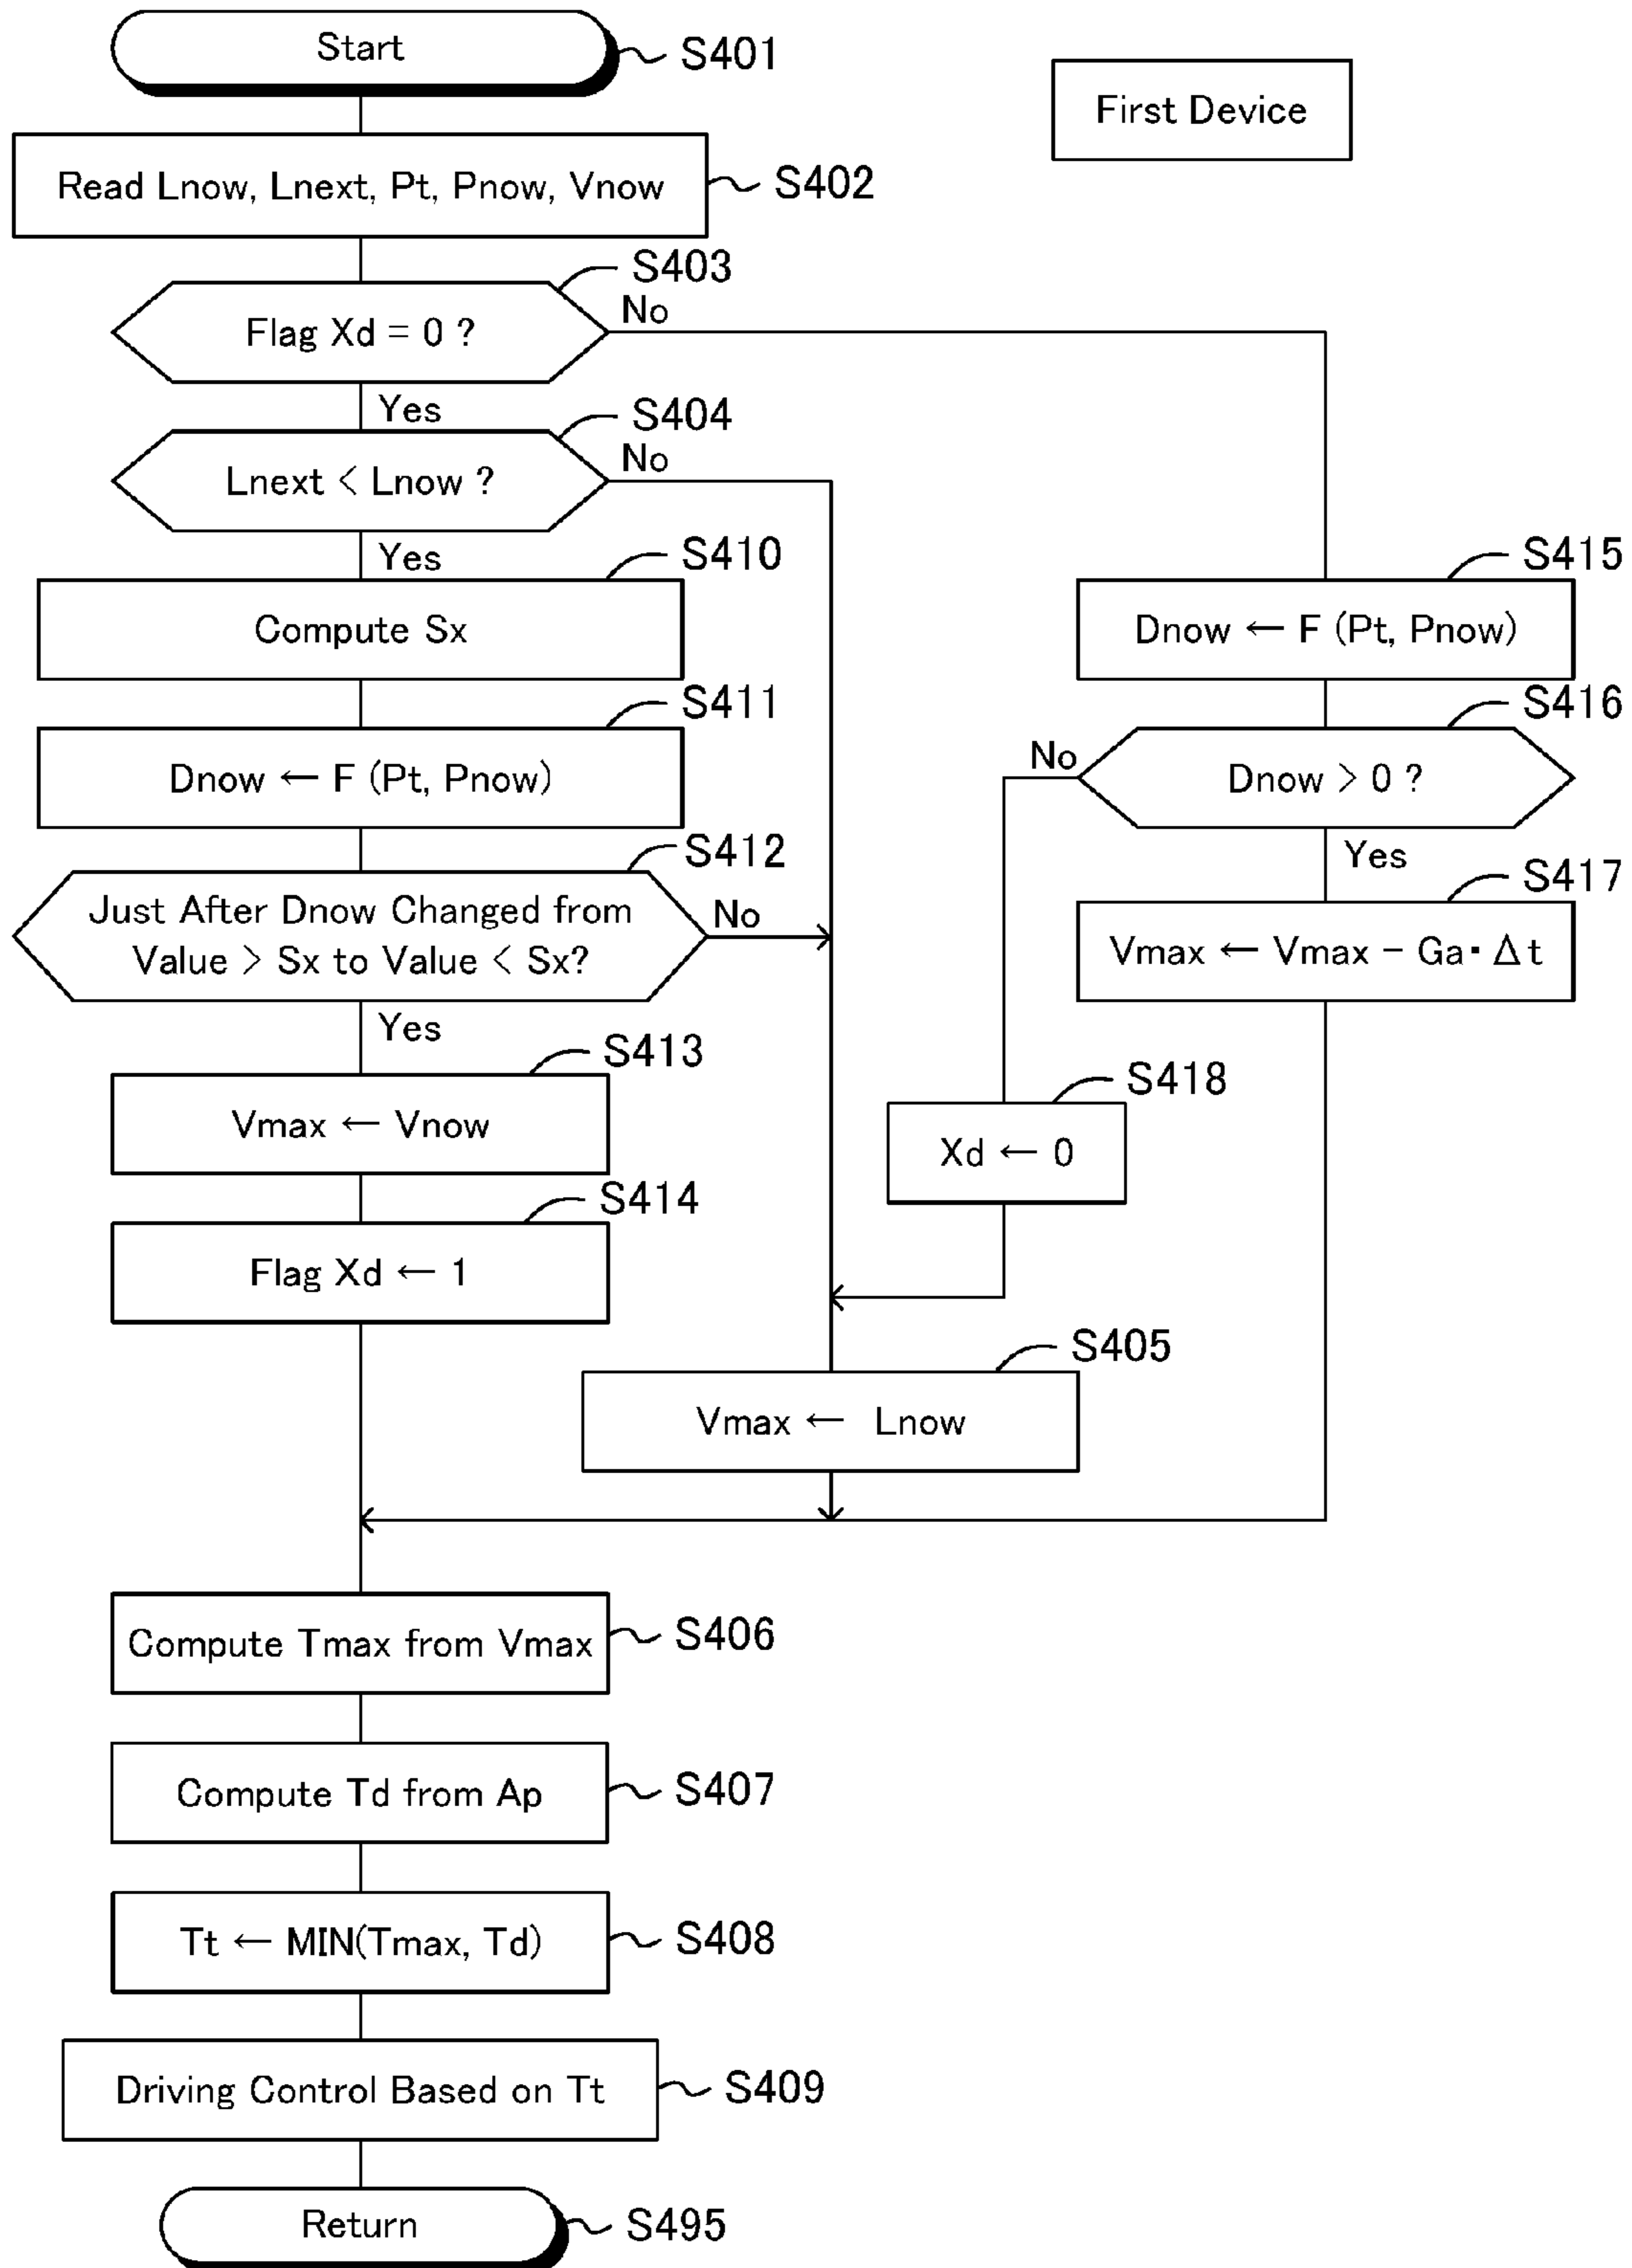 Start
S401
First Device
Read Lnow, Lnext, Pt, Pnow, Vnow
S402
S403
Flag Xd = 0 ?
No
Yes
S404
Lnext < Lnow ?
No
Yes
S410
Compute Sx
S415
Dnow ← F (Pt, Pnow)
S411
Dnow ← F (Pt, Pnow)
S416
No
Dnow > 0 ?
Yes
S412
Just After Dnow Changed from
Value > Sx to Value < Sx?
No
Yes
S417
Vmax ← Vmax - Ga・Δt
S413
Vmax ← Vnow
S418
Xd ← 0
S414
Flag Xd ← 1
S405
Vmax ← Lnow
Compute Tmax from Vmax
S406
Compute Td from Ap
S407
Tt ← MIN(Tmax, Td)
S408
Driving Control Based on Tt
S409
Return
S495